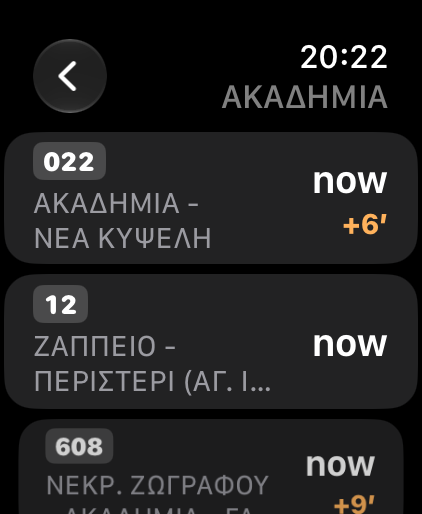 20:22
ΑΚΑΔΗΜΙΑ
022
ΑΚΑΔΗΜΙΑ -
ΝΕΑ ΚΥΨΕΛΗ
now
+6′
12
ΖΑΠΠΕΙΟ -
ΠΕΡΙΣΤΕΡΙ (ΑΓ. Ι...
now
608
ΝΕΚΡ. ΖΩΓΡΑΦΟΥ
now
+9′